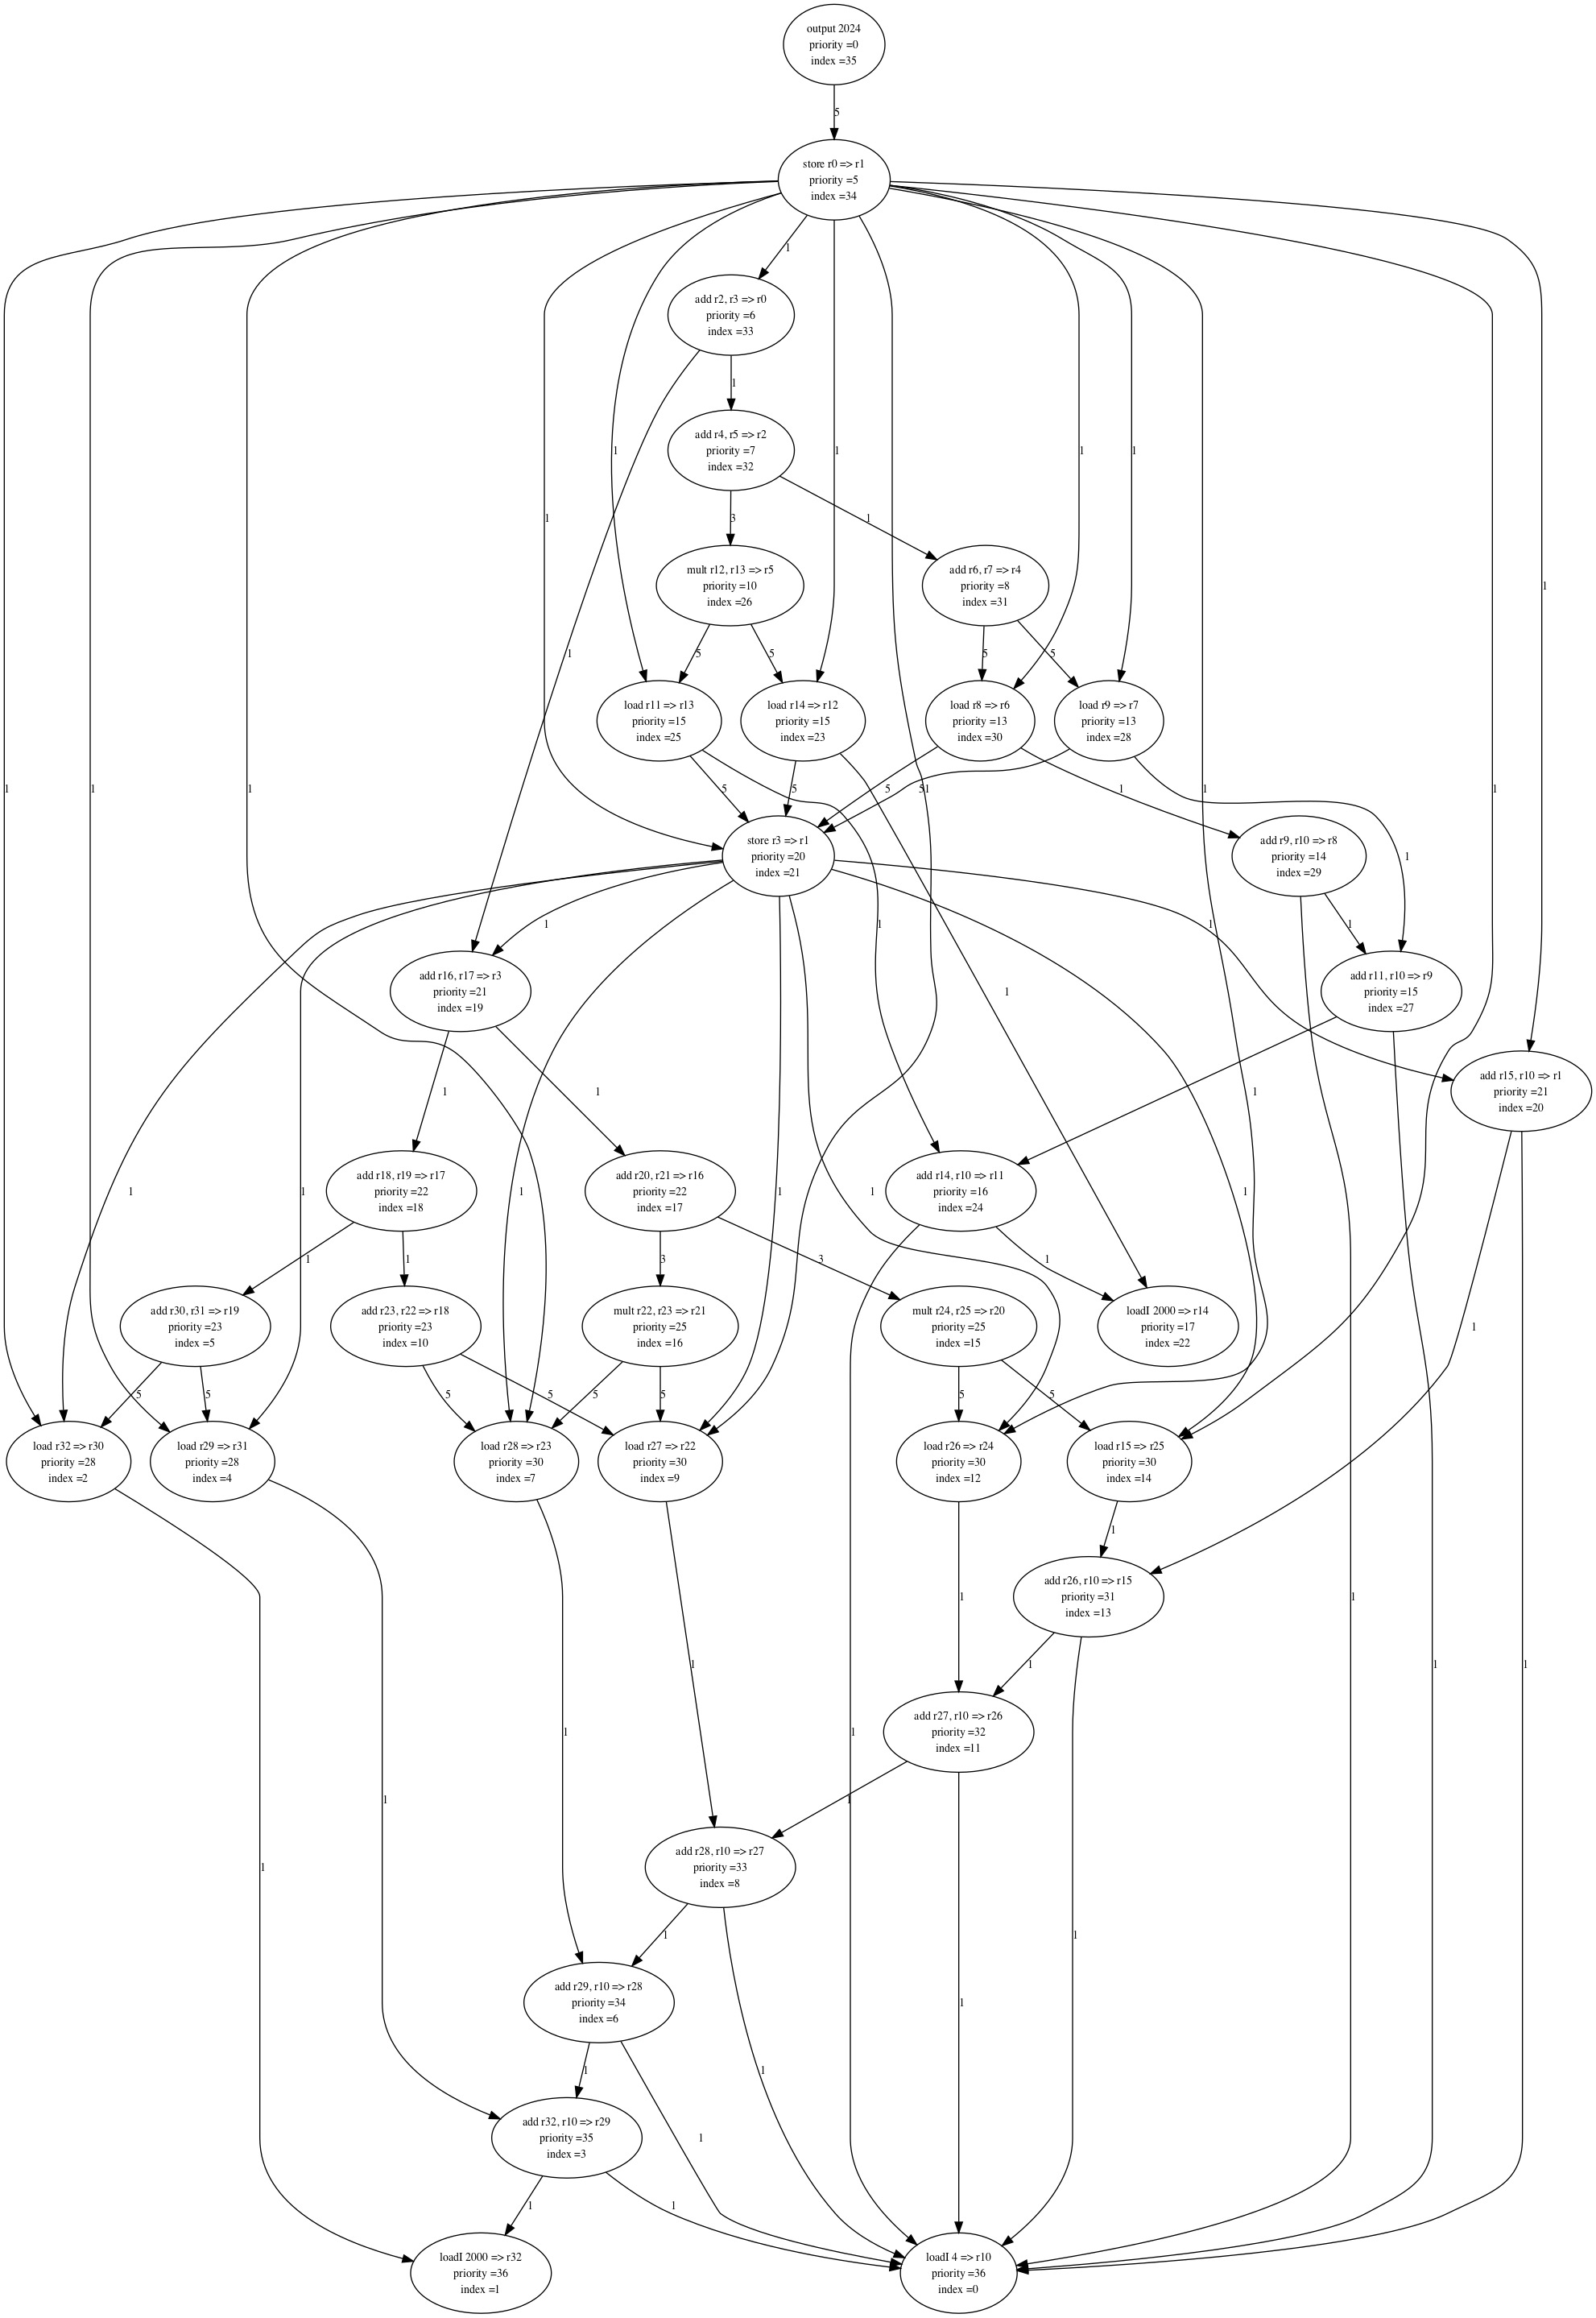 output 2024
priority =0
index =35
5
store r0 => r1
priority =5
index =34
1
add r2, r3 => r0
priority =6
index =33
1
add r4, r5 => r2
priority =7
index =32
1
1
1
1
1
3
1
mult r12, r13 => r5
priority =10
index =26
add r6, r7 => r4
priority =8
index =31
1
1
5
5
5
5
load r11 => r13
priority =15
index =25
load r14 => r12
priority =15
index =23
load r8 => r6
priority =13
index =30
load r9 => r7
priority =13
index =28
1
1
1
5
5
5
5
1
1
1
1
store r3 => r1
priority =20
index =21
add r9, r10 => r8
priority =14
index =29
1
1
1
1
1
add r16, r17 => r3
priority =21
index =19
1
add r11, r10 => r9
priority =15
index =27
add r15, r10 => r1
priority =21
index =20
1
1
1
add r18, r19 => r17
priority =22
index =18
add r20, r21 => r16
priority =22
index =17
add r14, r10 => r11
priority =16
index =24
1
1
1
1
1
1
1
1
3
3
1
add r30, r31 => r19
priority =23
index =5
add r23, r22 => r18
priority =23
index =10
mult r22, r23 => r21
priority =25
index =16
mult r24, r25 => r20
priority =25
index =15
loadI 2000 => r14
priority =17
index =22
1
5
5
5
5
5
5
5
5
load r32 => r30
priority =28
index =2
load r29 => r31
priority =28
index =4
load r28 => r23
priority =30
index =7
load r27 => r22
priority =30
index =9
load r26 => r24
priority =30
index =12
load r15 => r25
priority =30
index =14
1
add r26, r10 => r15
priority =31
index =13
1
1
1
1
1
1
add r27, r10 => r26
priority =32
index =11
1
1
1
1
add r28, r10 => r27
priority =33
index =8
1
1
1
add r29, r10 => r28
priority =34
index =6
1
1
1
add r32, r10 => r29
priority =35
index =3
1
1
1
loadI 2000 => r32
priority =36
index =1
loadI 4 => r10
priority =36
index =0